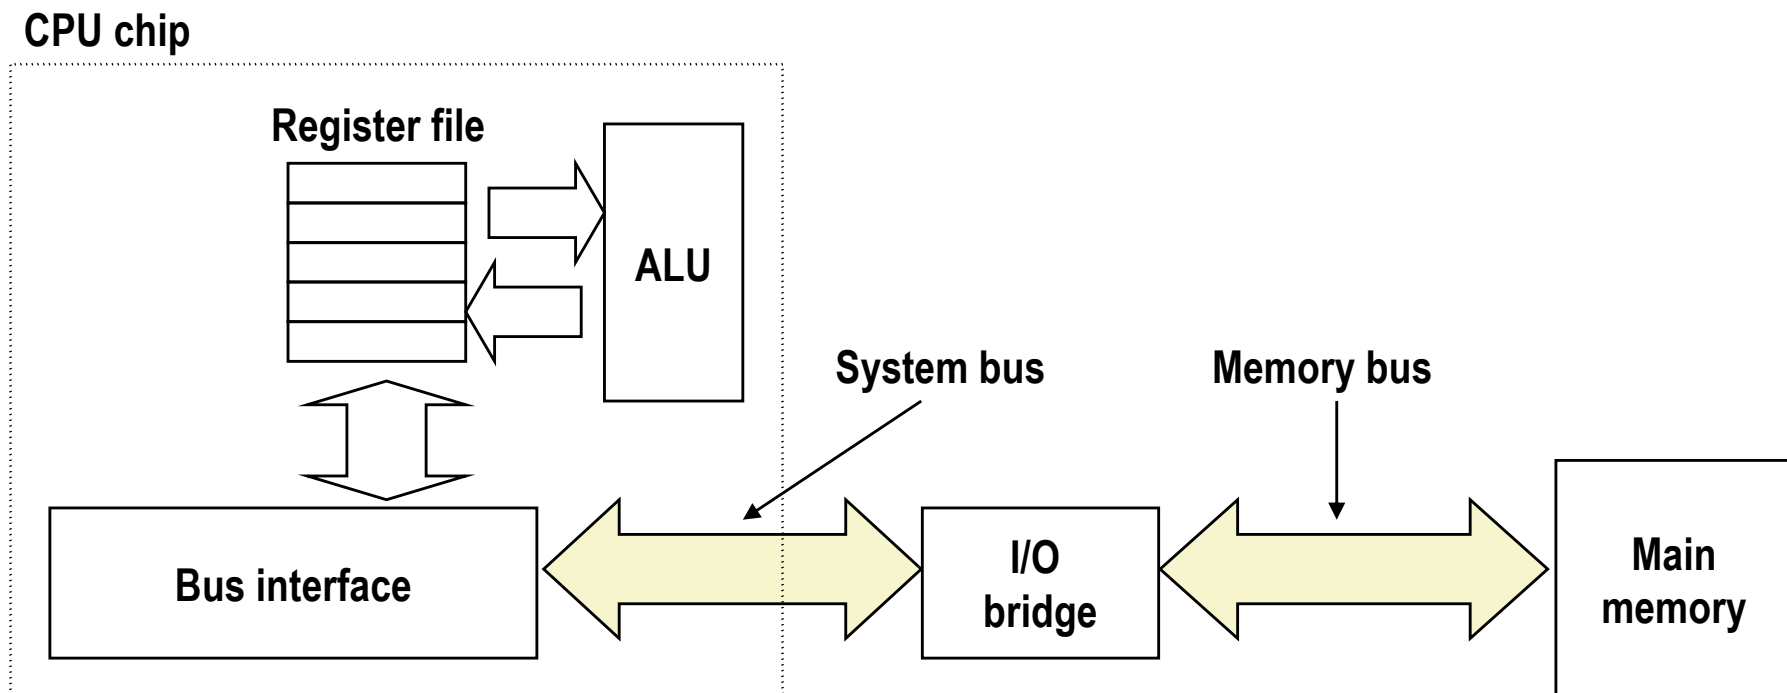 CPU chip
Register file
ALU
System bus
Memory bus
Bus interface
I/O
bridge
Main
memory